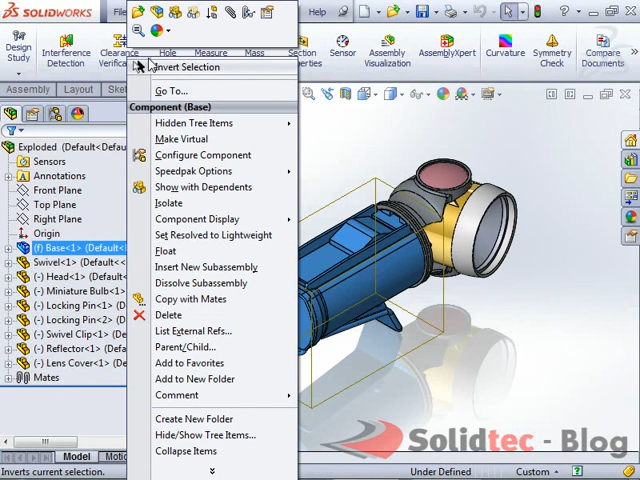 SOLIDWORKS
File
Help
Design Study
Interference Detection
Clearance Verification
Hole
Measure
Mass
Section Properties
Sensor
Assembly Visualization
AssemblyXpert
Curvature
Symmetry Check
Compare Documents
Assembly
Layout
Invert Selection
Go To...
Component (Base)
Hidden Tree Items
Make Virtual
Configure Component
Speedpak Options
Show with Dependents
Isolate
Component Display
Set Resolved to Lightweight
Float
Insert New Subassembly
Dissolve Subassembly
Copy with Mates
Delete
List External Refs...
Parent/Child...
Add to Favorites
Add to New Folder
Comment
Create New Folder
Hide/Show Tree Items...
Collapse Items
Exploded (Default<Defau
Sensors
Annotations
Front Plane
Top Plane
Right Plane
Origin
(f) Base<1> (Default<
Swivel<1> (Default<<
(-) Head<1> (Default
(-) Miniature Bulb<1>
(-) Locking Pin<1> (D
(-) Locking Pin<2> (D
(-) Swivel Clip<1> (D
(-) Reflector<1> (Def
(-) Lens Cover<1> (De
Mates
Model
Motio
Solidtec - Blog
Inverts current selection.
Under Defined
Custom